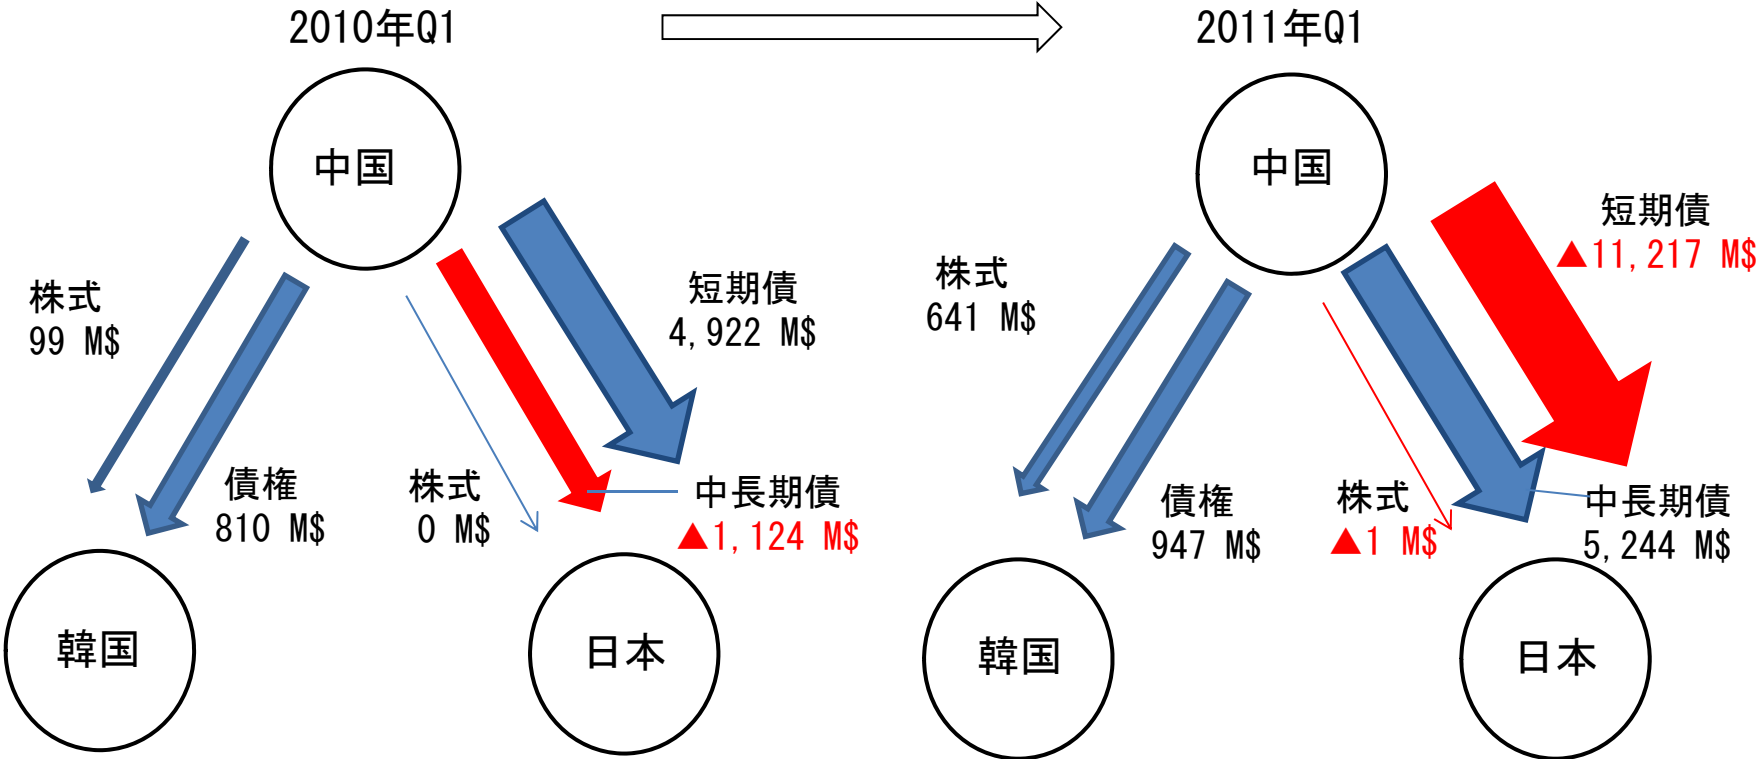 2010年Q1
中国
株式
99 M$
債権
810 M$
株式
0 M$
短期債
4,922 M$
中長期債
▲1,124 M$
韓国
日本
2011年Q1
中国
株式
641 M$
債権
947 M$
株式
▲1 M$
短期債
▲11,217 M$
中長期債
5,244 M$
韓国
日本